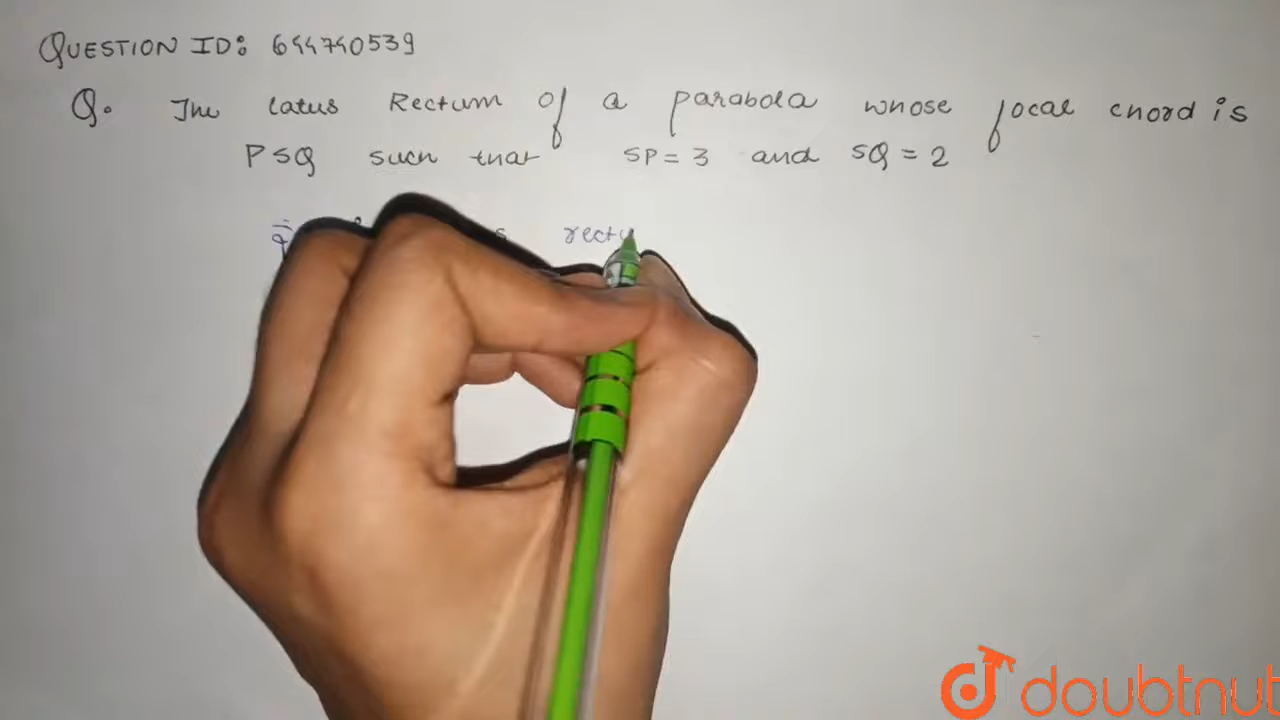 QUESTION ID: 644740539
Q. The latus Rectum of a parabola whose focal chord is
PSQ such that SP = 3 and SQ = 2
doubtnut